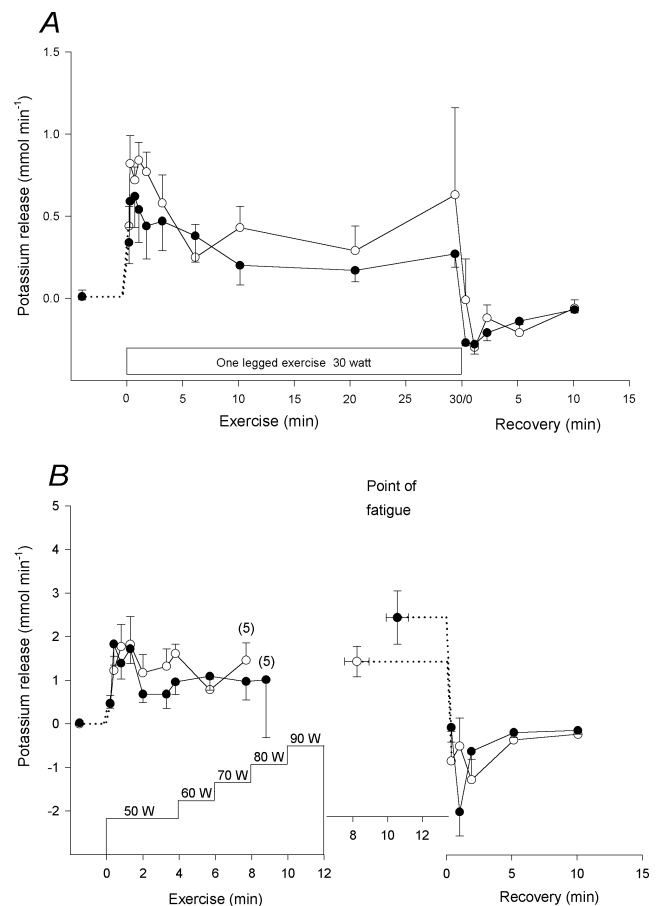 A
Potassium release (mmol min-1)
1.5
1.0
0.5
0.0
One legged exercise 30 watt
0 5 10 15 20 25 30/0 5 10 15
Exercise (min) Recovery (min)
B
Point of
fatigue
Potassium release (mmol min-1)
5
4
3
2
1
0
-1
-2
(5)
(5)
90 W
80 W
70 W
60 W
50 W
8 10 12
0 2 4 6 8 10 12 0 5 10 15
Exercise (min) Recovery (min)